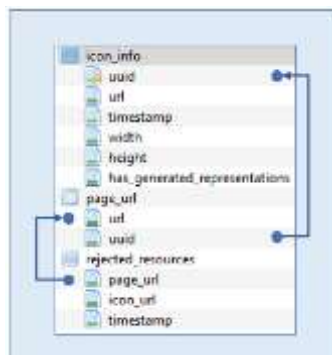 icon_info
uuid
url
timestamp
width
height
has_generated_representations
page_url
url
uuid
rejected_resources
page_url
icon_url
timestamp